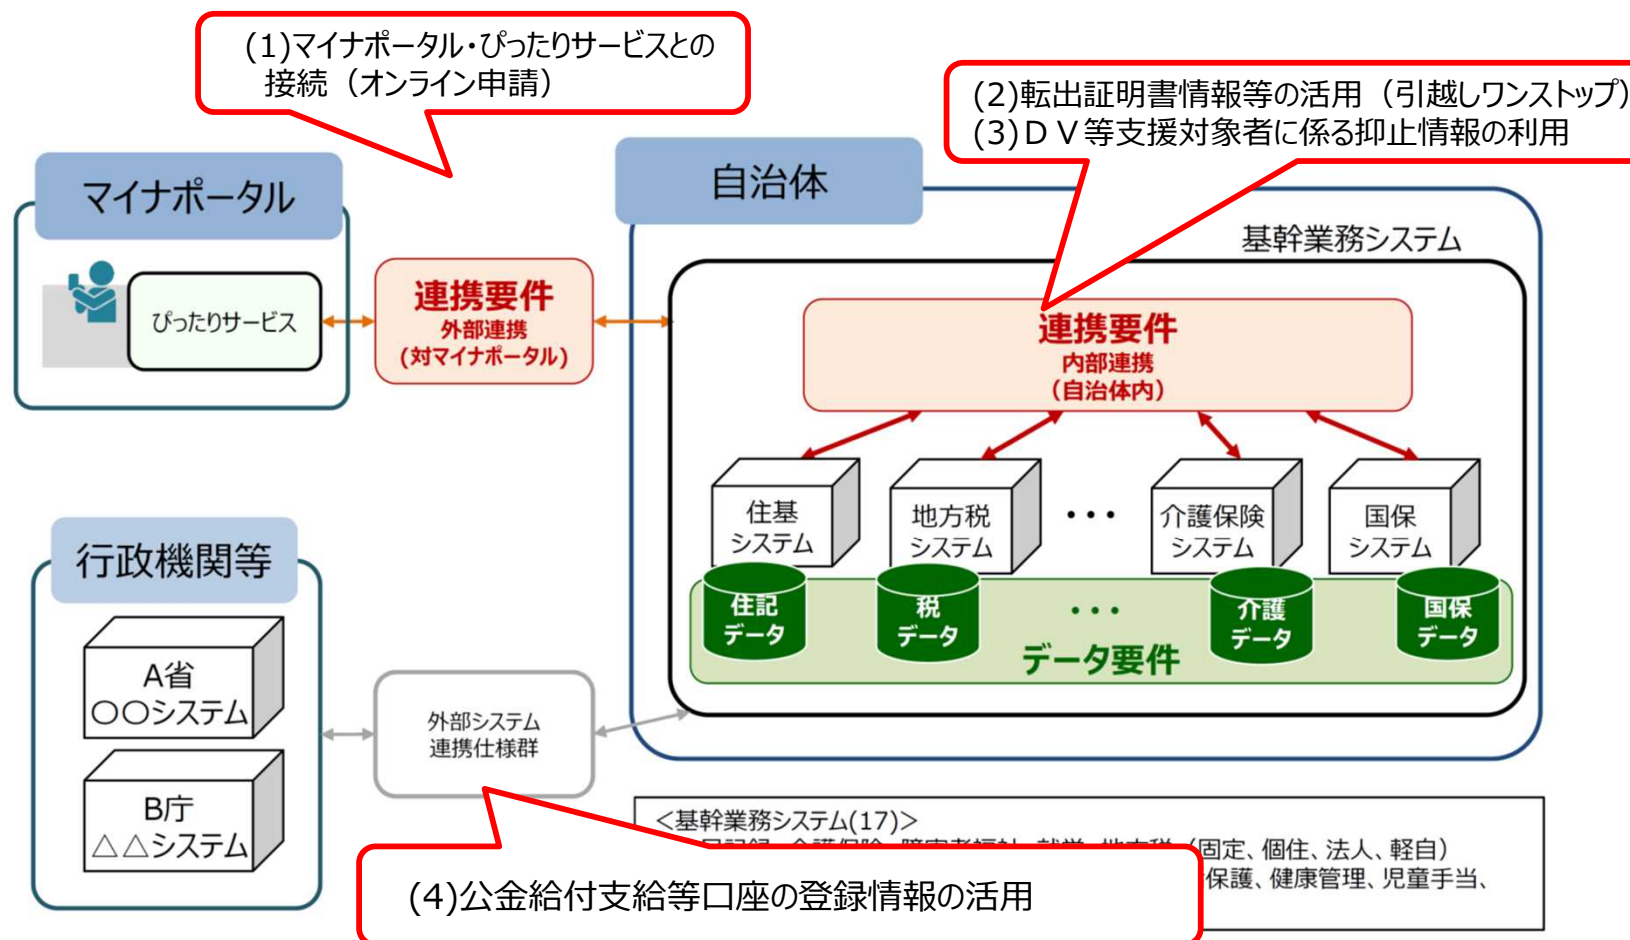 (1)マイナポータル・ぴったりサービスとの
接続（オンライン申請）
(2)転出証明書情報等の活用（引越しワンストップ）
(3)ＤＶ等支援対象者に係る抑止情報の利用
マイナポータル
ぴったりサービス
連携要件
外部連携
(対マイナポータル)
自治体
基幹業務システム
連携要件
内部連携
(自治体内)
住基
システム
地方税
システム
・・・
介護保険
システム
国保
システム
住記
データ
税
データ
・・・
介護
データ
国保
データ
データ要件
行政機関等
A省
〇〇システム
B庁
△△システム
外部システム
連携仕様群
＜基幹業務システム(17)＞
(固定、個住、法人、軽自）
保護、健康管理、児童手当、
(4)公金給付支給等口座の登録情報の活用